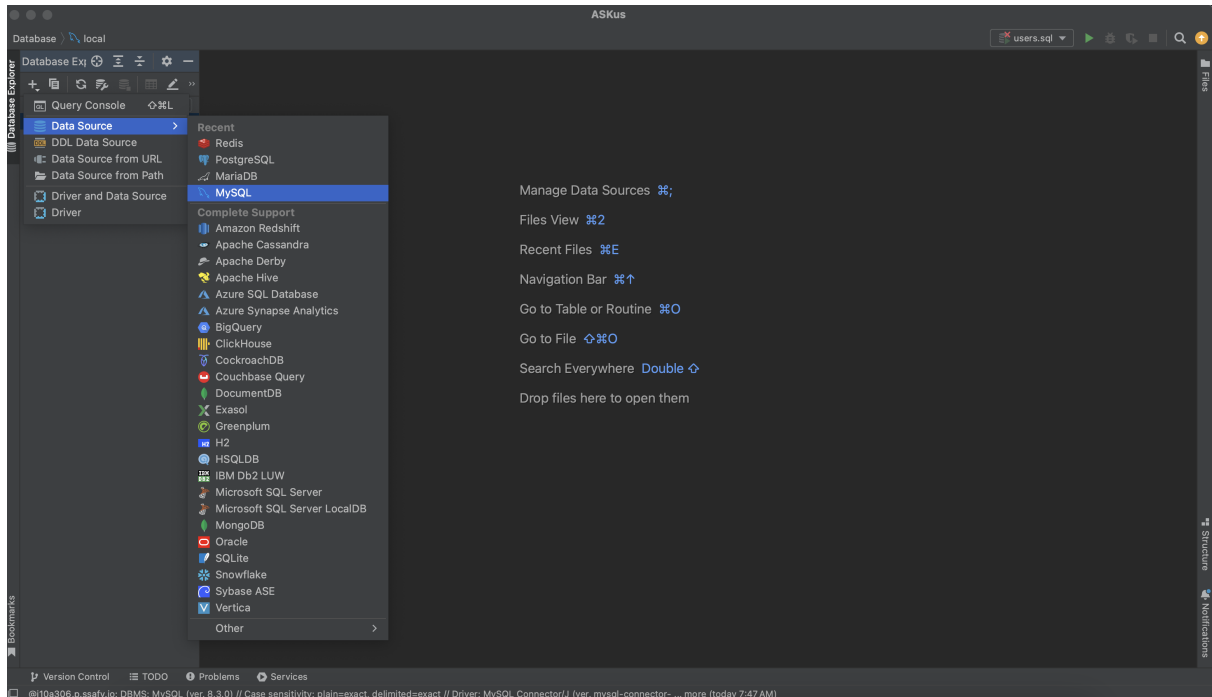 ASKus
Database
local
users.sql
Database Exp
Query Console ⇧⌘L
Data Source
DDL Data Source
Data Source from URL
Data Source from Path
Driver and Data Source
Driver
Recent
Redis
PostgreSQL
MariaDB
MySQL
Complete Support
Amazon Redshift
Apache Cassandra
Apache Derby
Apache Hive
Azure SQL Database
Azure Synapse Analytics
BigQuery
ClickHouse
CockroachDB
Couchbase Query
DocumentDB
Exasol
Greenplum
H2
HSQLDB
IBM Db2 LUW
Microsoft SQL Server
Microsoft SQL Server LocalDB
MongoDB
Oracle
SQLite
Snowflake
Sybase ASE
Vertica
Other
Manage Data Sources ⌘;
Files View ⌘2
Recent Files ⌘E
Navigation Bar ⌘↑
Go to Table or Routine ⌘O
Go to File ⇧⌘O
Search Everywhere Double ⇧
Drop files here to open them
Database Explorer
Bookmarks
Files
Structure
Notifications
Version Control
TODO
Problems
Services
@i10a306.p.ssafy.io: DBMS: MySQL (ver. 8.3.0) // Case sensitivity: plain=exact, delimited=exact // Driver: MySQL Connector/J (ver. mysql-connector- ... more (today 7:47 AM)